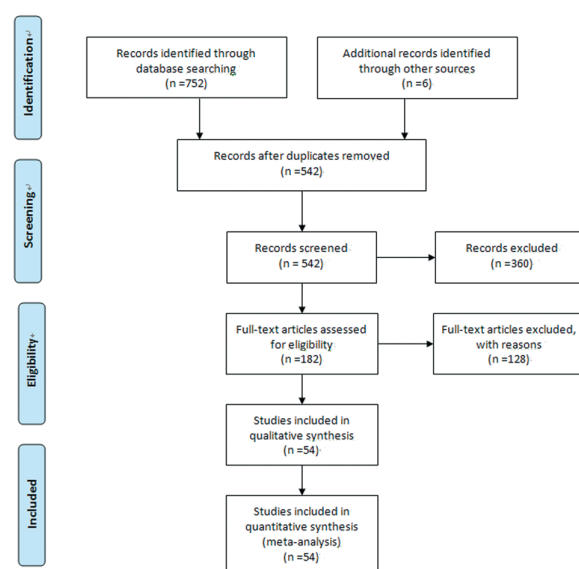 Identification
Records identified through
database searching
(n =752)
Additional records identified
through other sources
(n =6)
Records after duplicates removed
(n =542)
Screening
Records screened
(n = 542)
Records excluded
(n =360)
Eligibility
Full-text articles assessed
for eligibility
(n =182)
Full-text articles excluded,
with reasons
(n =128)
Studies included in
qualitative synthesis
(n =54)
Included
Studies included in
quantitative synthesis
(meta-analysis)
(n =54)